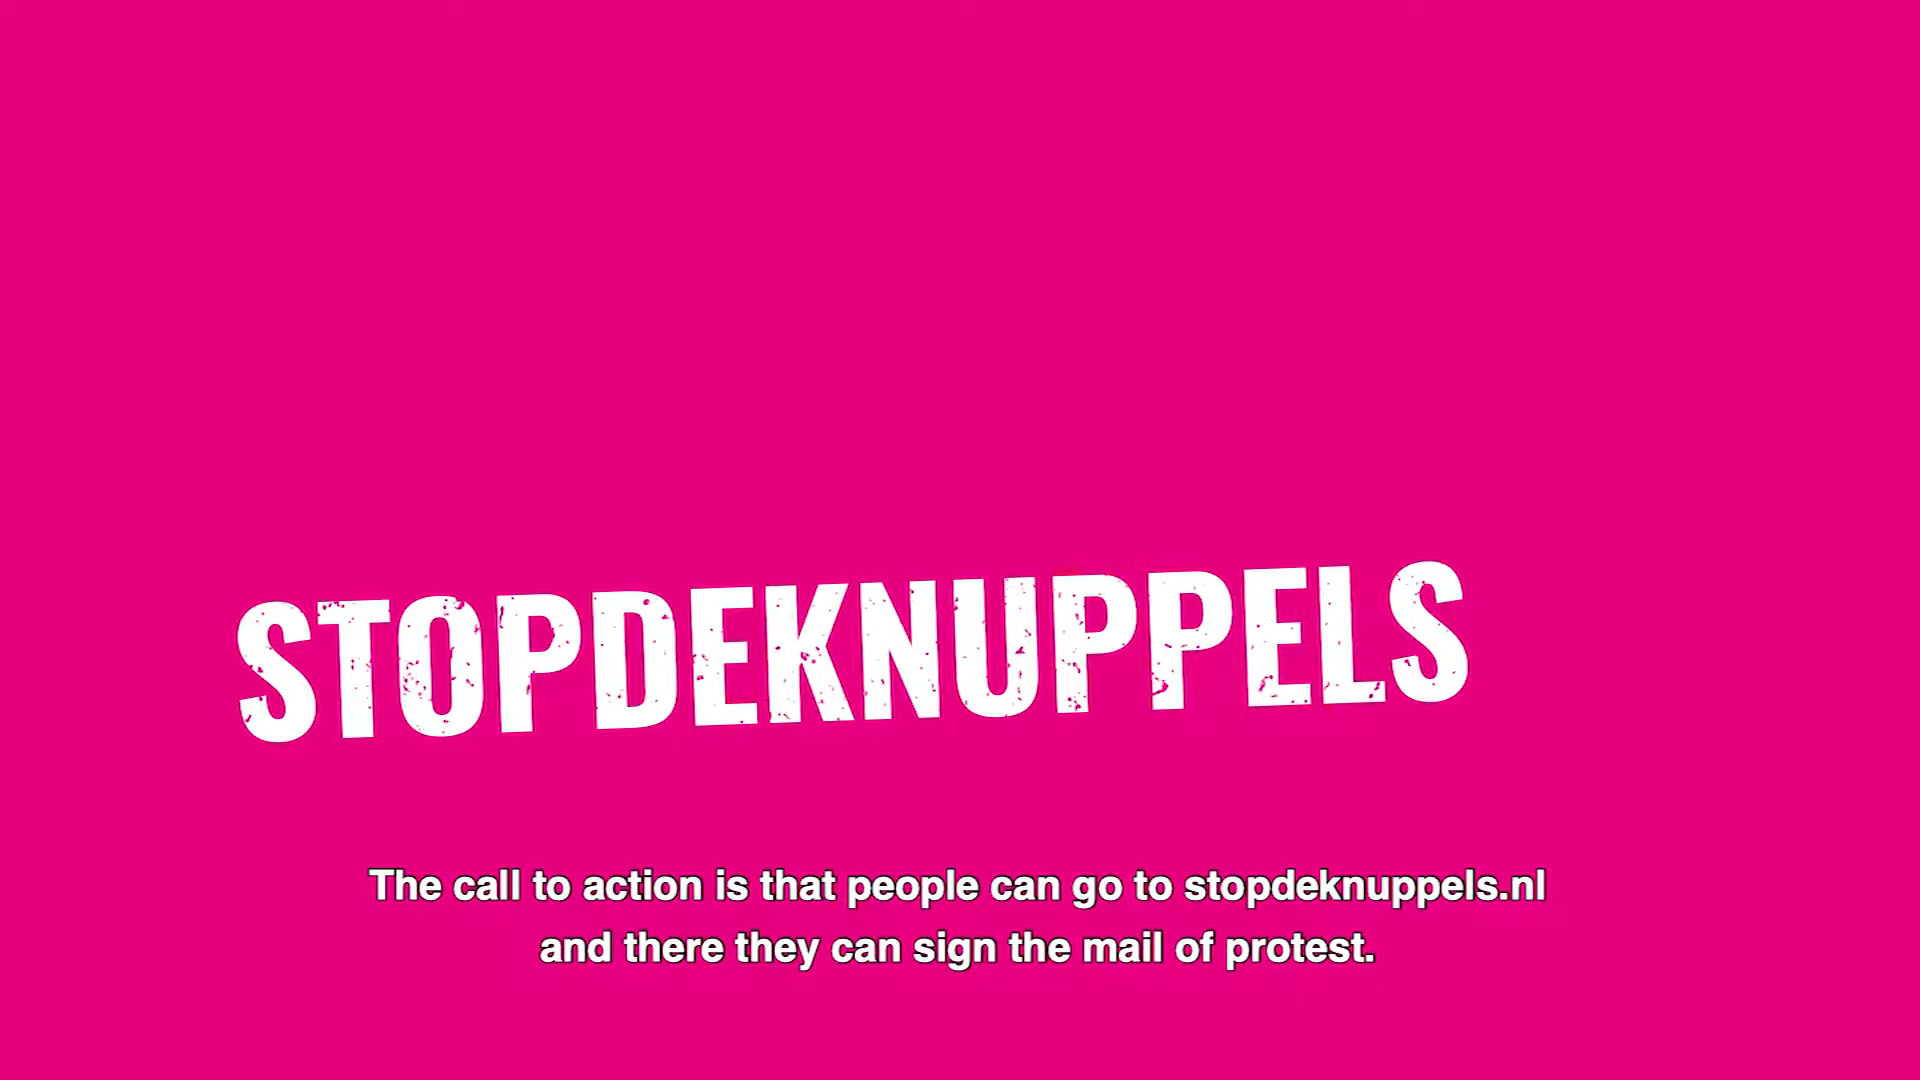 STOPDEKNUPPELS
The call to action is that people can go to stopdeknuppels.nl
and there they can sign the mail of protest.